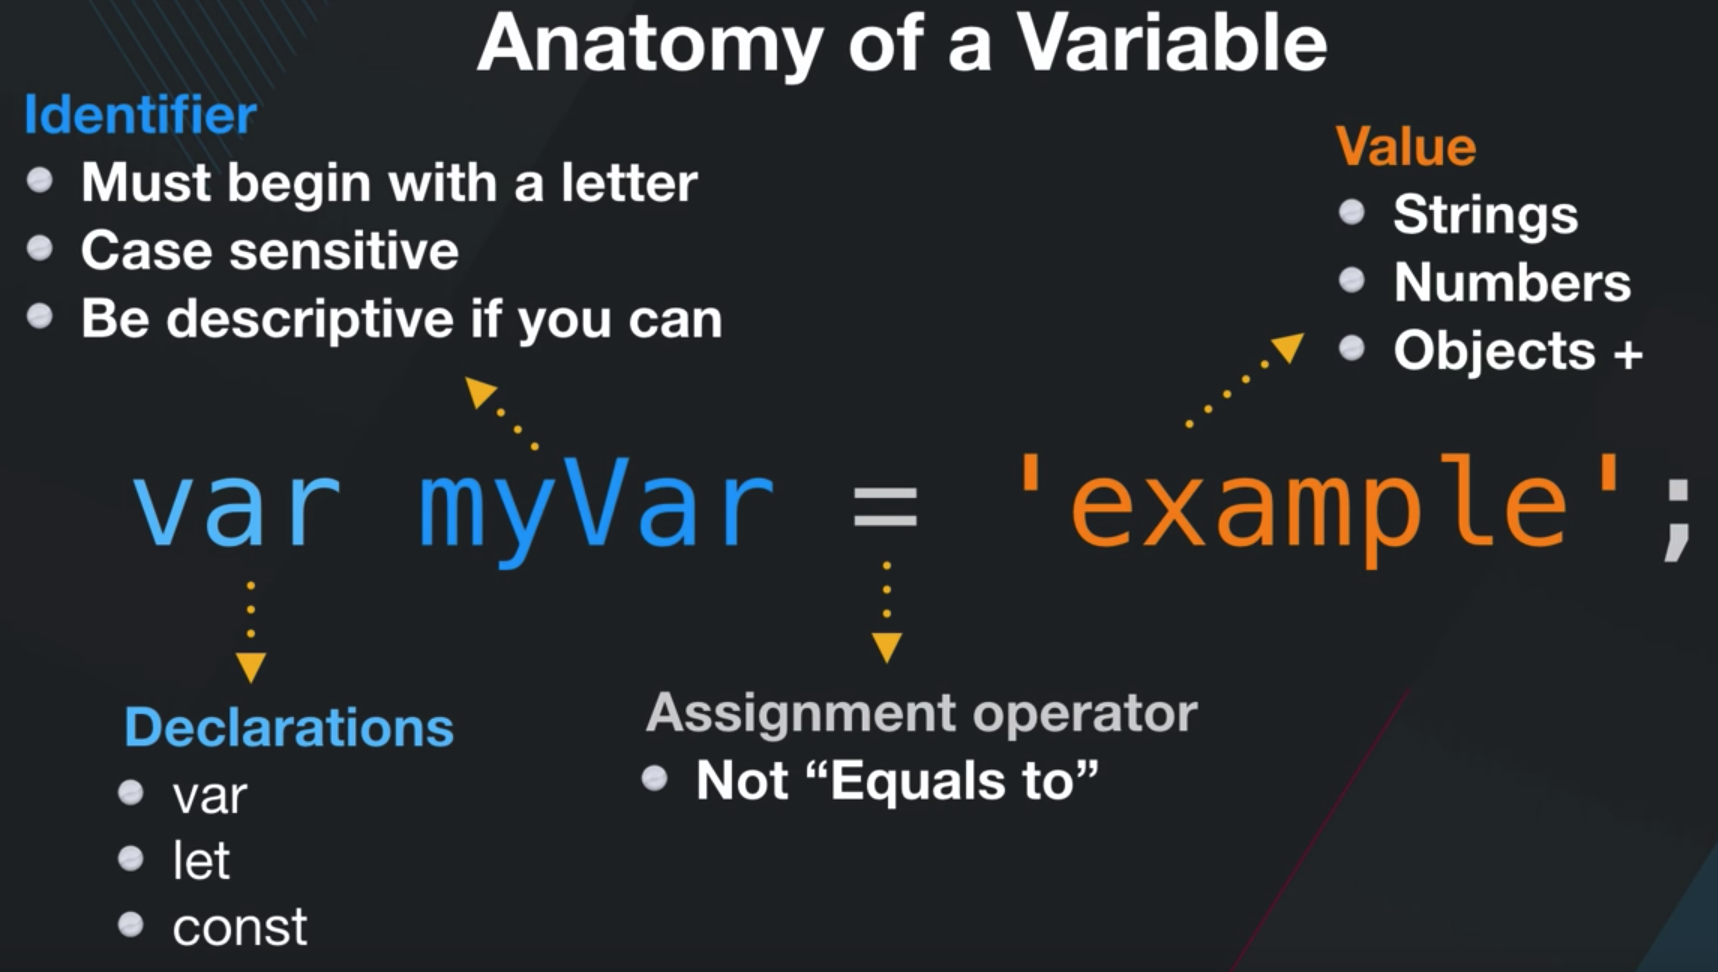 Anatomy of a Variable
Identifier
Must begin with a letter
Case sensitive
Be descriptive if you can
Value
Strings
Numbers
Objects +
var myVar = 'example';
Declarations
var
let
const
Assignment operator
Not “Equals to”